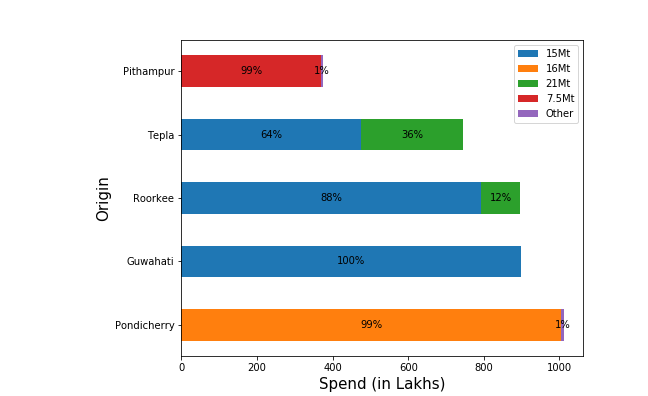 15Mt
16Mt
21Mt
7.5Mt
Other
Pithampur 99% 1%
Tepla 64% 36%
Roorkee 88% 12%
Guwahati 100%
Pondicherry 99% 1%
Origin
0 200 400 600 800 1000
Spend (in Lakhs)